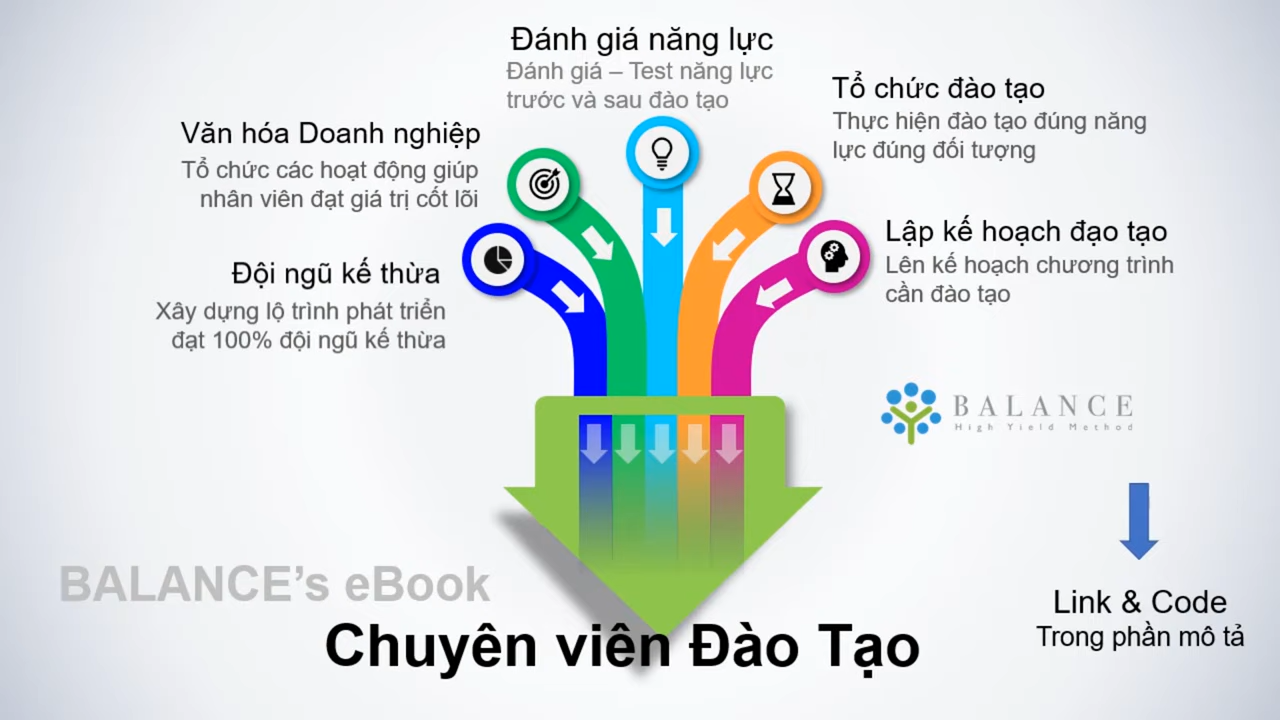 Đánh giá năng lực
Đánh giá – Test năng lực
trước và sau đào tạo
Tổ chức đào tạo
Thực hiện đào tạo đúng năng
lực đúng đối tượng
Văn hóa Doanh nghiệp
Tổ chức các hoạt động giúp
nhân viên đạt giá trị cốt lõi
Lập kế hoạch đạo tạo
Lên kế hoạch chương trình
cần đào tạo
Đội ngũ kế thừa
Xây dựng lộ trình phát triển
đạt 100% đội ngũ kế thừa
BALANCE
High Yield Method
BALANCE’s eBook
Chuyên viên Đào Tạo
Link & Code
Trong phần mô tả